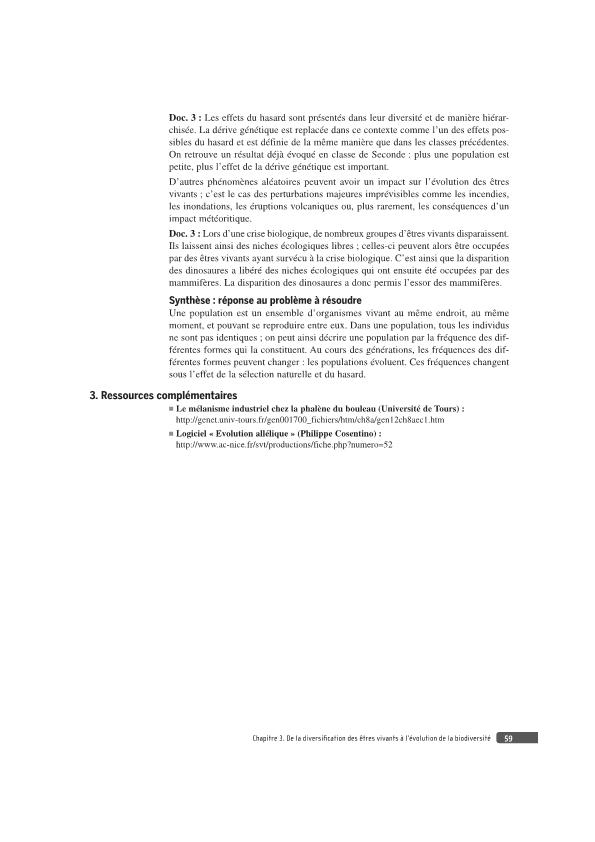 Doc. 3 : Les effets du hasard sont présentés dans leur diversité et de manière hiérar-
chisée. La dérive génétique est replacée dans ce contexte comme l'un des effets pos-
sibles du hasard et est définie de la même manière que dans les classes précédentes.
On retrouve un résultat déjà évoqué en classe de Seconde : plus une population est
petite, plus l'effet de la dérive génétique est important.
D'autres phénomènes aléatoires peuvent avoir un impact sur l'évolution des êtres
vivants ; c'est le cas des perturbations majeures imprévisibles comme les incendies,
les inondations, les éruptions volcaniques ou, plus rarement, les conséquences d'un
impact météoritique.
Doc. 3 : Lors d'une crise biologique, de nombreux groupes d'êtres vivants disparaissent.
Ils laissent ainsi des niches écologiques libres ; celles-ci peuvent alors être occupées
par des êtres vivants ayant survécu à la crise biologique. C'est ainsi que la disparition
des dinosaures a libéré des niches écologiques qui ont ensuite été occupées par des
mammifères. La disparition des dinosaures a donc permis l'essor des mammifères.
Synthèse : réponse au problème à résoudre
Une population est un ensemble d'organismes vivant au même endroit, au même
moment, et pouvant se reproduire entre eux. Dans une population, tous les individus
ne sont pas identiques ; on peut ainsi décrire une population par la fréquence des dif-
férentes formes qui la constituent. Au cours des générations, les fréquences des dif-
férentes formes peuvent changer : les populations évoluent. Ces fréquences changent
sous l'effet de la sélection naturelle et du hasard.
3. Ressources complémentaires
■ Le mélanisme industriel chez la phalène du bouleau (Université de Tours) :
http://genet.univ-tours.fr/gen001700_fichiers/htm/ch8a/gen12ch8aec1.htm
■ Logiciel « Evolution allélique » (Philippe Cosentino) :
http://www.ac-nice.fr/svt/productions/fiche.php?numero=52
Chapitre 3. De la diversification des êtres vivants à l'évolution de la biodiversité 59